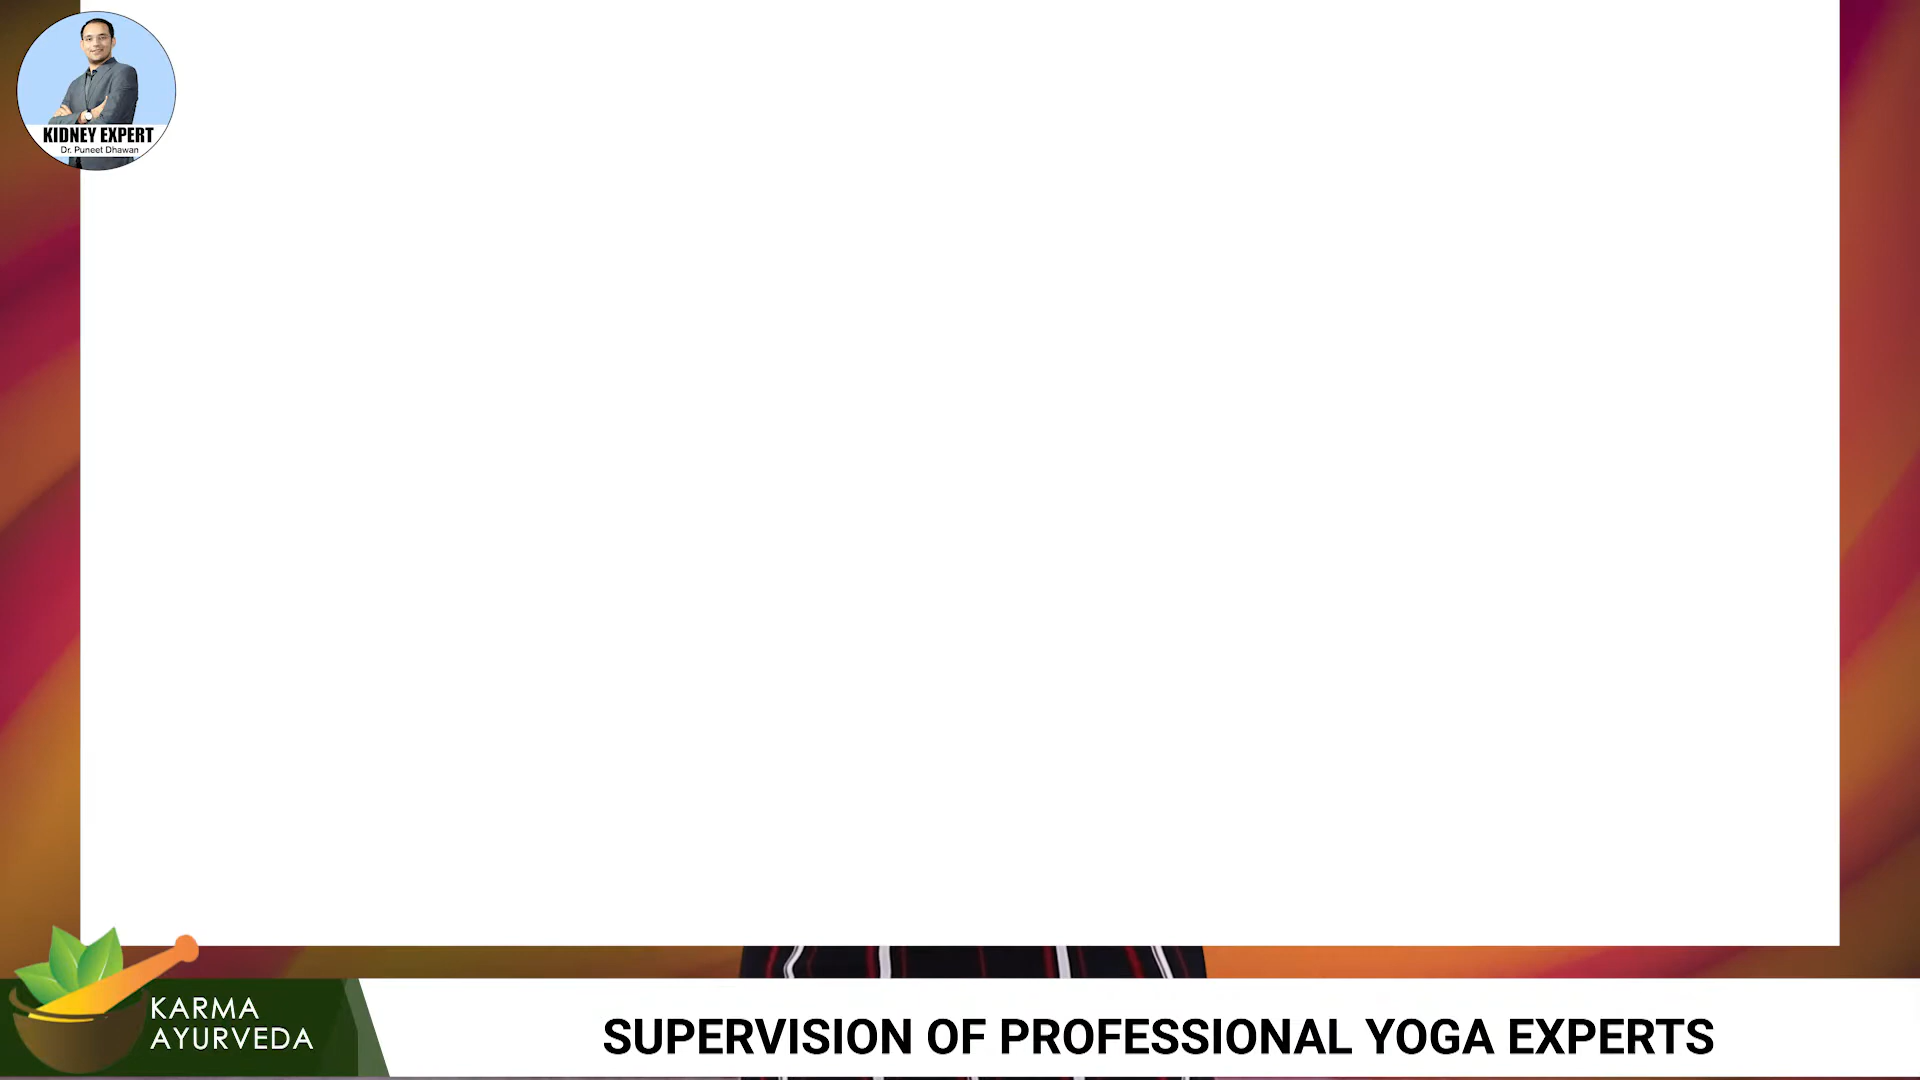 KIDNEY EXPERT
Dr. Puneet Dhawan
KARMA
AYURVEDA
SUPERVISION OF PROFESSIONAL YOGA EXPERTS